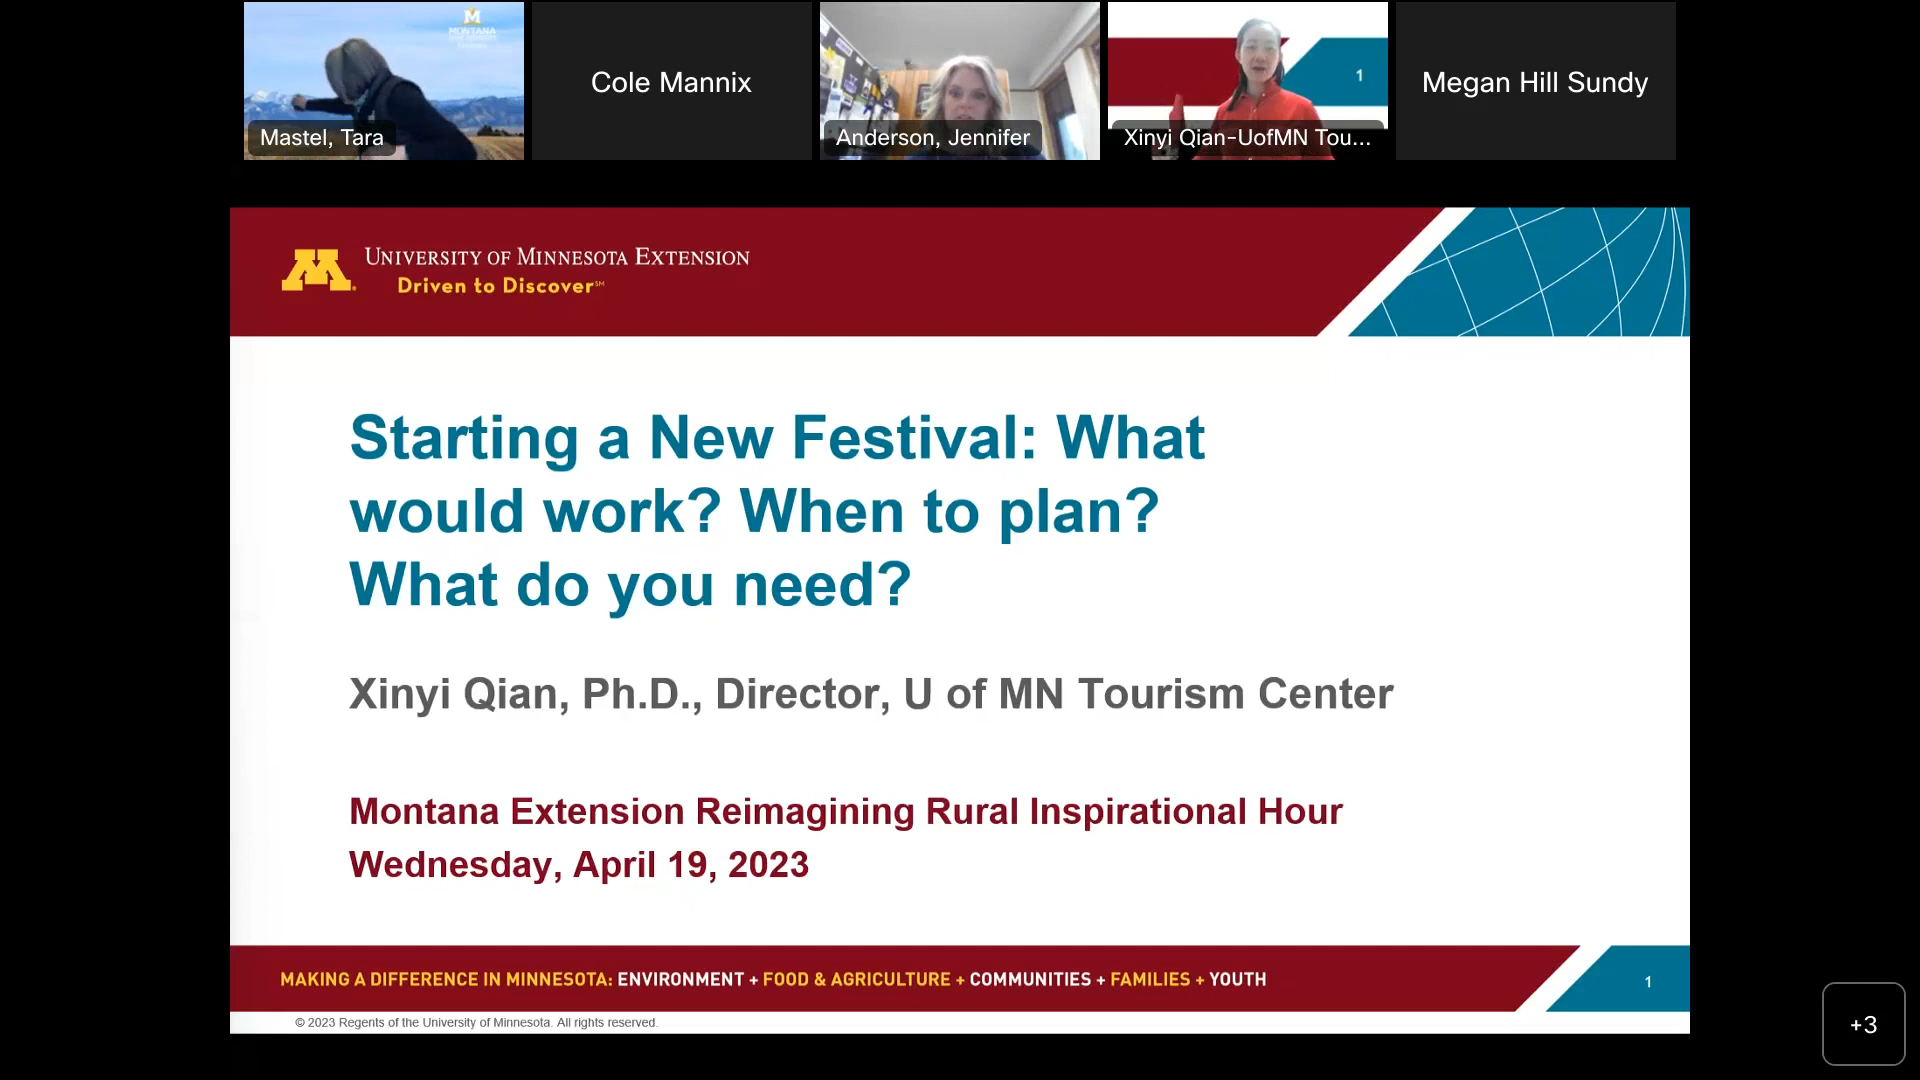 M
MONTANA
Mastel, Tara
Cole Mannix
Anderson, Jennifer
1
Xinyi Qian-UofMN Tou...
Megan Hill Sundy
M
UNIVERSITY OF MINNESOTA EXTENSION
Driven to Discover℠
Starting a New Festival: What
would work? When to plan?
What do you need?
Xinyi Qian, Ph.D., Director, U of MN Tourism Center
Montana Extension Reimagining Rural Inspirational Hour
Wednesday, April 19, 2023
MAKING A DIFFERENCE IN MINNESOTA: ENVIRONMENT + FOOD & AGRICULTURE + COMMUNITIES + FAMILIES + YOUTH
1
© 2023 Regents of the University of Minnesota. All rights reserved.
+3